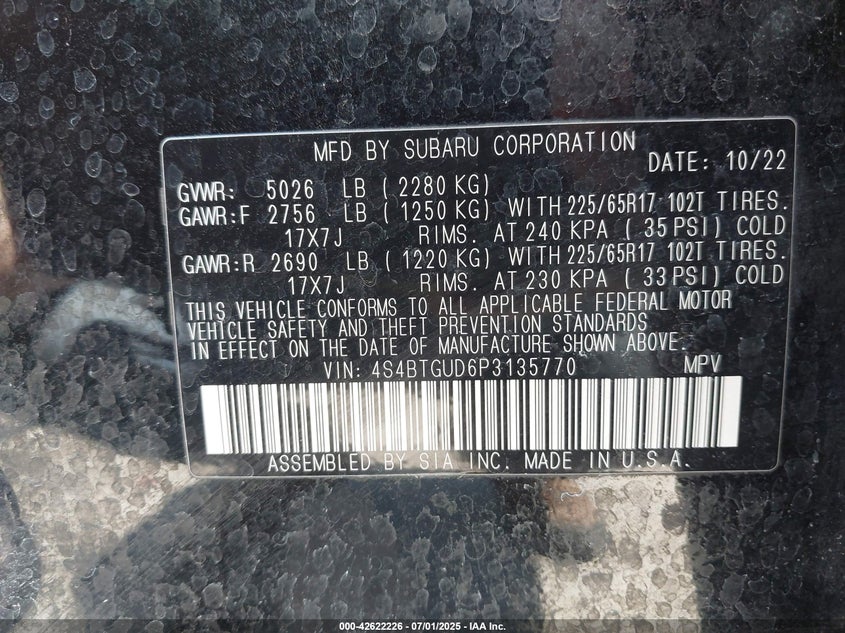 MFD BY SUBARU CORPORATION
DATE: 10/22
GVWR: 5026 LB ( 2280 KG)
GAWR:F 2756 LB ( 1250 KG) WITH 225/65R17 102T TIRES.
17X7J RIMS. AT 240 KPA ( 35 PSI) COLD
GAWR:R 2690 LB ( 1220 KG) WITH 225/65R17 102T TIRES.
17X7J RIMS. AT 230 KPA ( 33 PSI) COLD
THIS VEHICLE CONFORMS TO ALL APPLICABLE FEDERAL MOTOR
VEHICLE SAFETY AND THEFT PREVENTION STANDARDS
IN EFFECT ON THE DATE OF MANUFACTURE SHOWN ABOVE.
VIN: 4S4BTGUD6P3135770 MPV
ASSEMBLED BY SIA INC. MADE IN U.S.A.
000-42622226 - 07/01/2025 - IAA Inc.